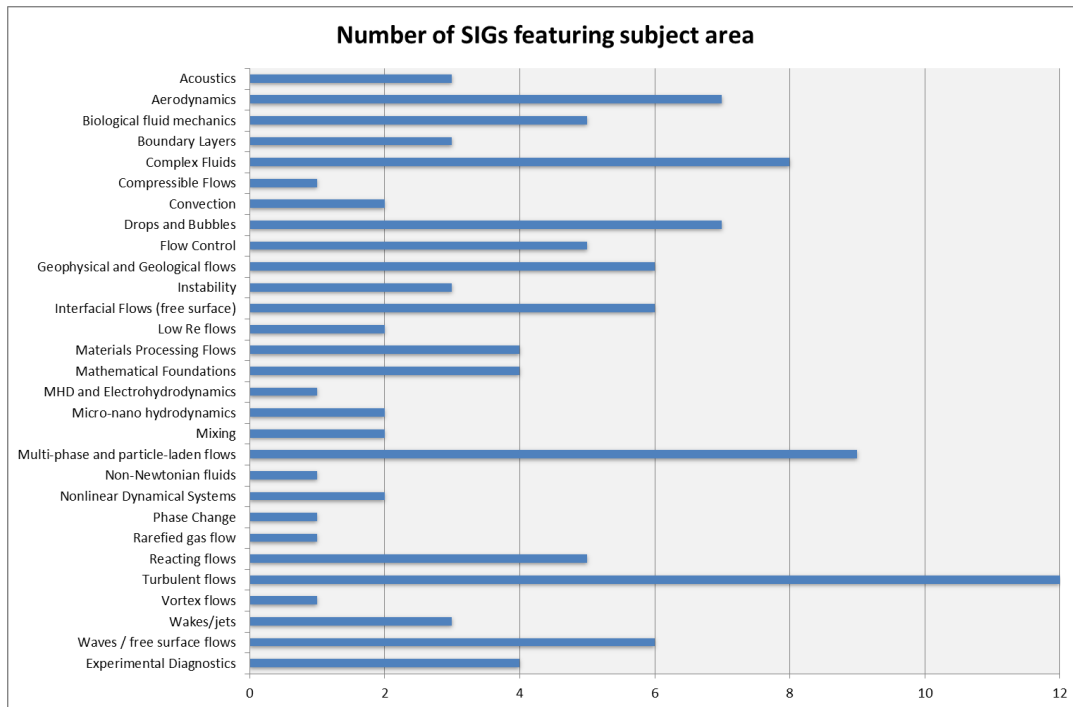 Number of SIGs featuring subject area
Acoustics
Aerodynamics
Biological fluid mechanics
Boundary Layers
Complex Fluids
Compressible Flows
Convection
Drops and Bubbles
Flow Control
Geophysical and Geological flows
Instability
Interfacial Flows (free surface)
Low Re flows
Materials Processing Flows
Mathematical Foundations
MHD and Electrohydrodynamics
Micro-nano hydrodynamics
Mixing
Multi-phase and particle-laden flows
Non-Newtonian fluids
Nonlinear Dynamical Systems
Phase Change
Rarefied gas flow
Reacting flows
Turbulent flows
Vortex flows
Wakes/jets
Waves / free surface flows
Experimental Diagnostics
0 2 4 6 8 10 12